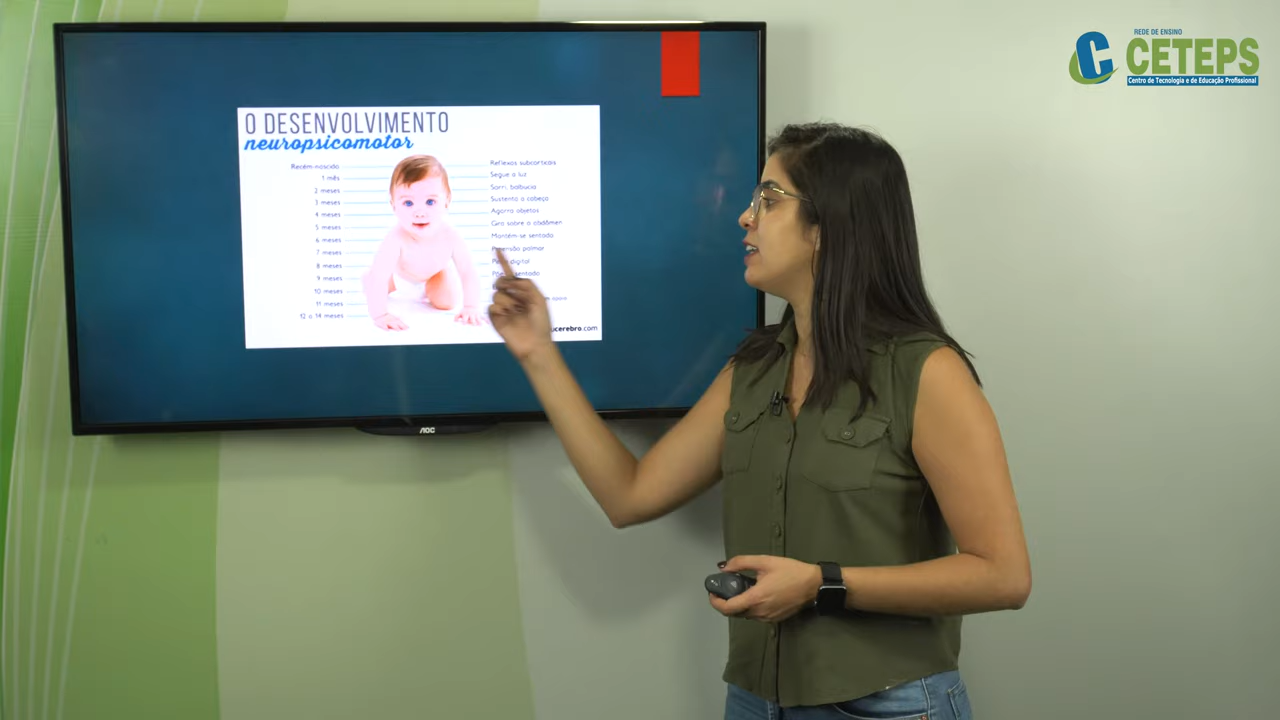 REDE DE ENSINO
CETEPS
Centro de Tecnologia e de Educação Profissional
O DESENVOLVIMENTO
neuropsicomotor
Recém-nascido
Reflexos subcorticais
1 mês
Segue a luz
2 meses
Sorri, balbucia
3 meses
Sustenta a cabeça
4 meses
Agarra objetos
5 meses
Gira sobre o abdômen
6 meses
Mantém-se sentado
7 meses
Preensão palmar
8 meses
digital
9 meses
sentado
10 meses
11 meses
apoio
12 a 14 meses
cerebro.com
AOC